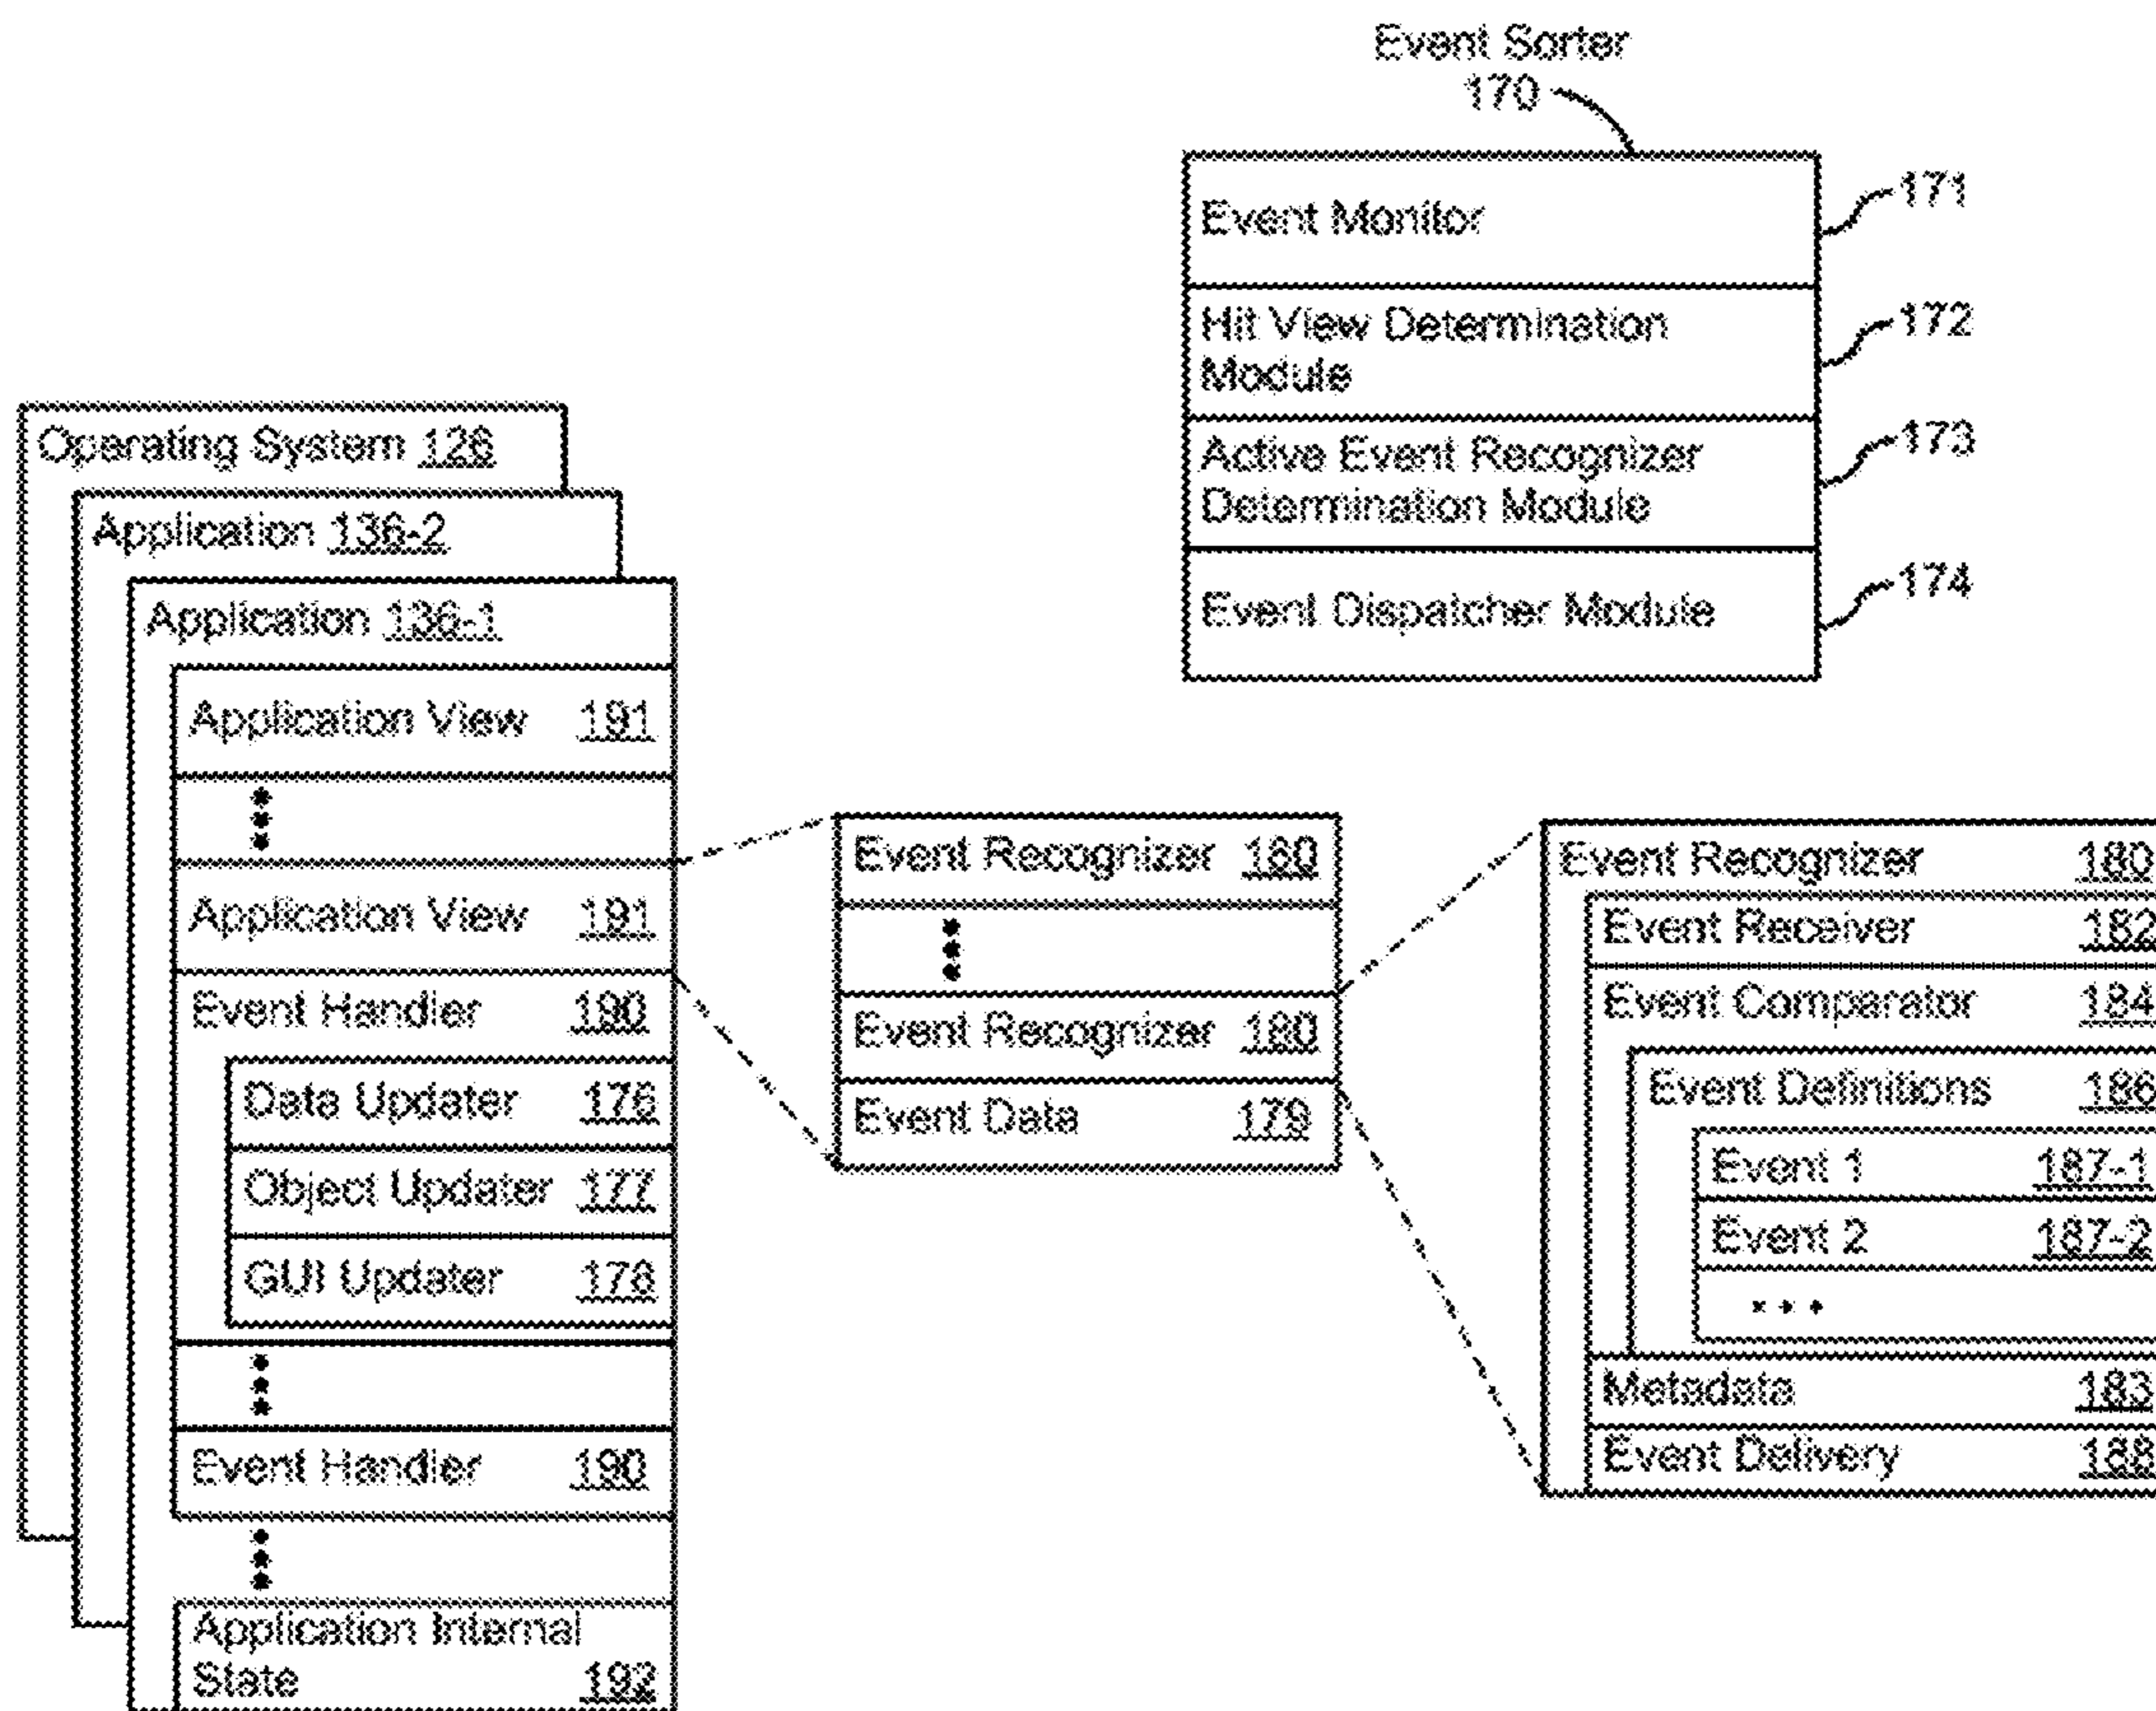 Event Sorter
170
Event Monitor
171
Hit View Determination
Module
172
Active Event Recognizer
Determination Module
173
Event Dispatcher Module
174
Operating System 126
Application 136-2
Application 136-1
Application View 191
Application View 191
Event Handler 190
Data Updater 176
Object Updater 177
GUI Updater 178
Event Handler 190
Application Internal
State 192
Event Recognizer 180
Event Recognizer 180
Event Data 179
Event Recognizer 180
Event Receiver 182
Event Comparator 184
Event Definitions 186
Event 1 187-1
Event 2 187-2
Metadata 183
Event Delivery 188